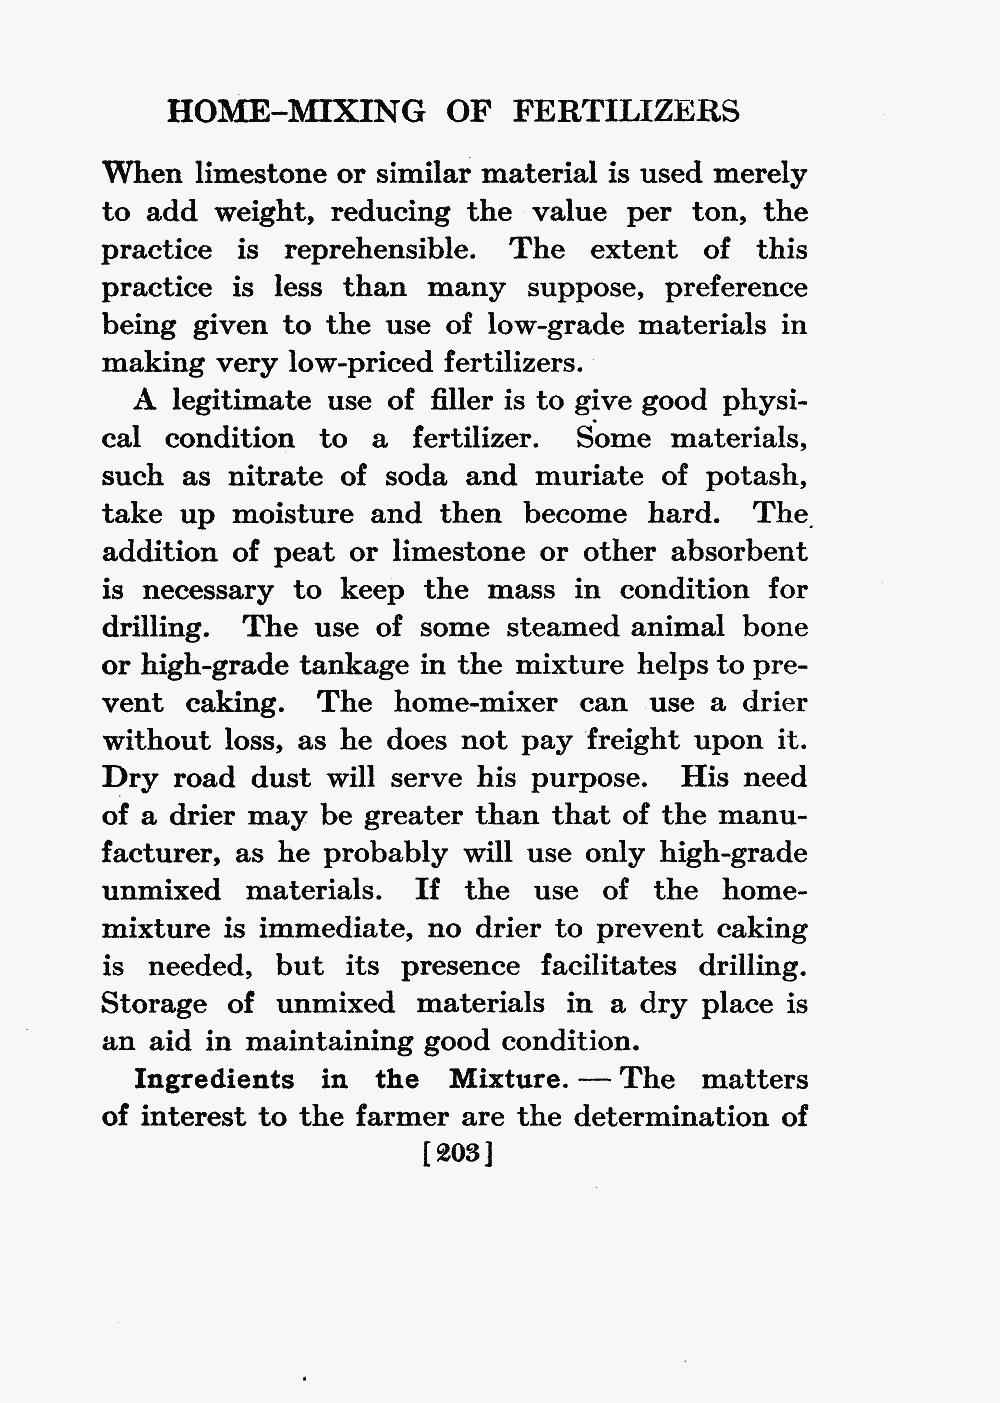 HOME-MIXING OF FERTILIZERS
When limestone or similar material is used merely
to add weight, reducing the value per ton, the
practice is reprehensible. The extent of this
practice is less than many suppose, preference
being given to the use of low-grade materials in
making very low-priced fertilizers.
A legitimate use of filler is to give good physi-
cal condition to a fertilizer. Some materials,
such as nitrate of soda and muriate of potash,
take up moisture and then become hard. The
addition of peat or limestone or other absorbent
is necessary to keep the mass in condition for
drilling. The use of some steamed animal bone
or high-grade tankage in the mixture helps to pre-
vent caking. The home-mixer can use a drier
without loss, as he does not pay freight upon it.
Dry road dust will serve his purpose. His need
of a drier may be greater than that of the manu-
facturer, as he probably will use only high-grade
unmixed materials. If the use of the home-
mixture is immediate, no drier to prevent caking
is needed, but its presence facilitates drilling.
Storage of unmixed materials in a dry place is
an aid in maintaining good condition.
Ingredients in the Mixture. — The matters
of interest to the farmer are the determination of
[203]